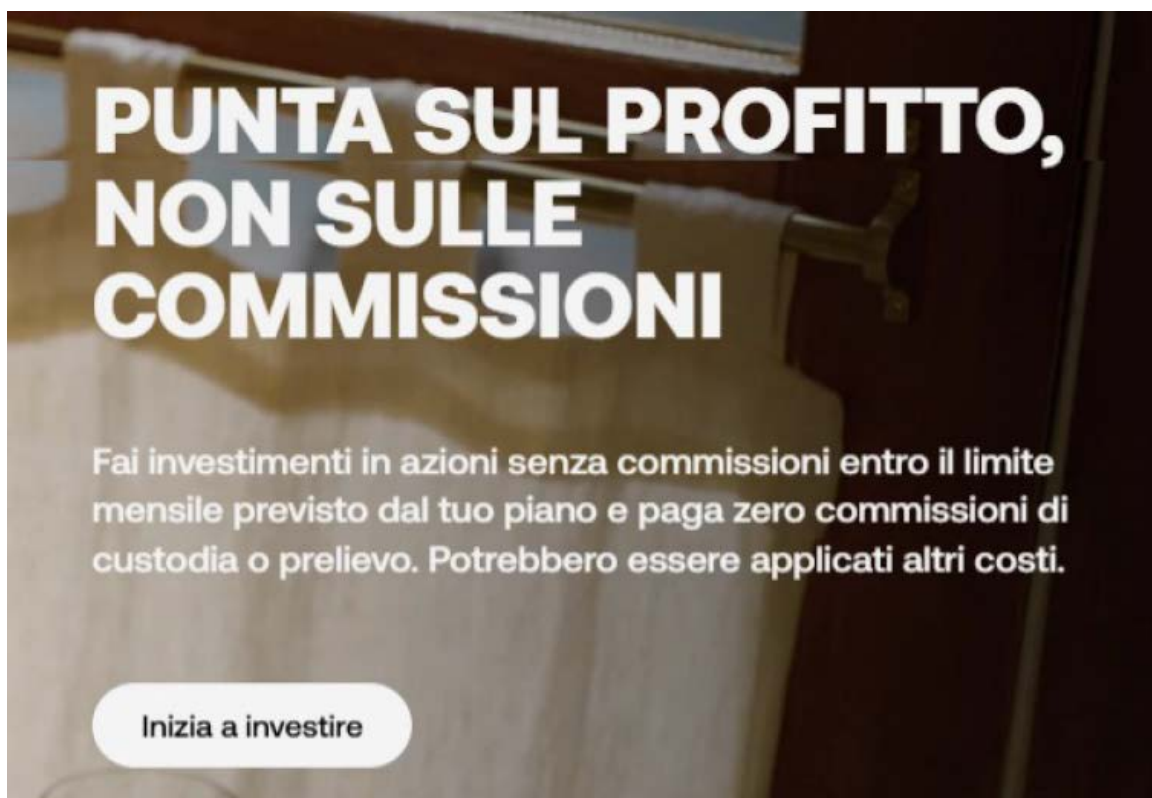 PUNTA SUL PROFITTO,
NON SULLE
COMMISSIONI
Fai investimenti in azioni senza commissioni entro il limite
mensile previsto dal tuo piano e paga zero commissioni di
custodia o prelievo. Potrebbero essere applicati altri costi.
Inizia a investire